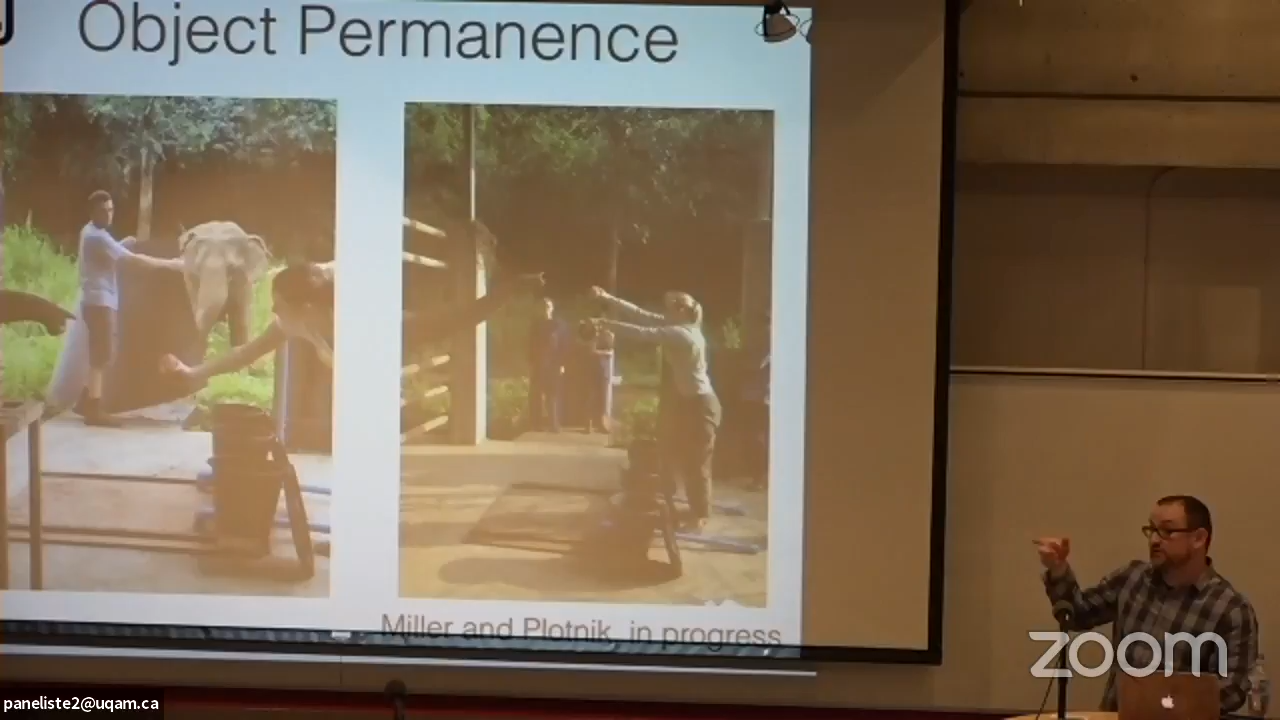 Object Permanence
Miller and Plotnik, in progress
zoom
paneliste2@uqam.ca